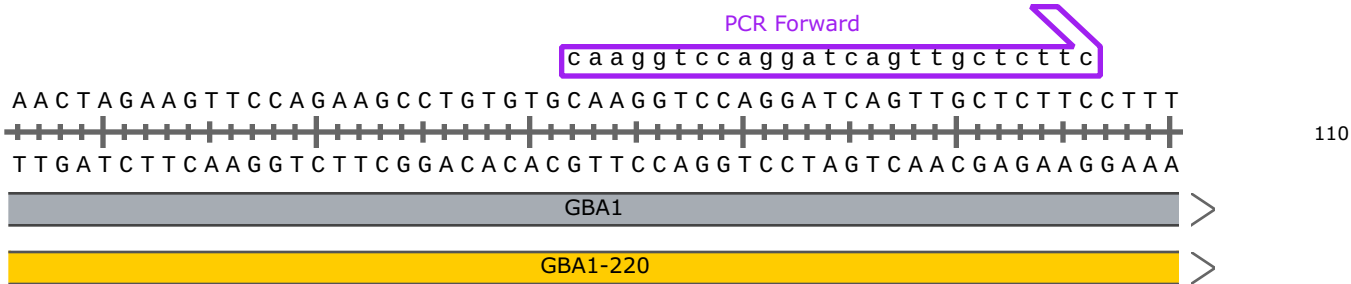 PCR Forward
caaggtccaggatcagttgctcttc
AACTAGAAGTTCCAGAAGCCTGTGTGCAAGGTCCAGGATCAGTTGCTCTTCCTTT
110
TTGATCTTCAAGGTCTTCGGACACACGTTCCAGGTCCTAGTCAACGAGAAGGAAA
GBA1
GBA1-220